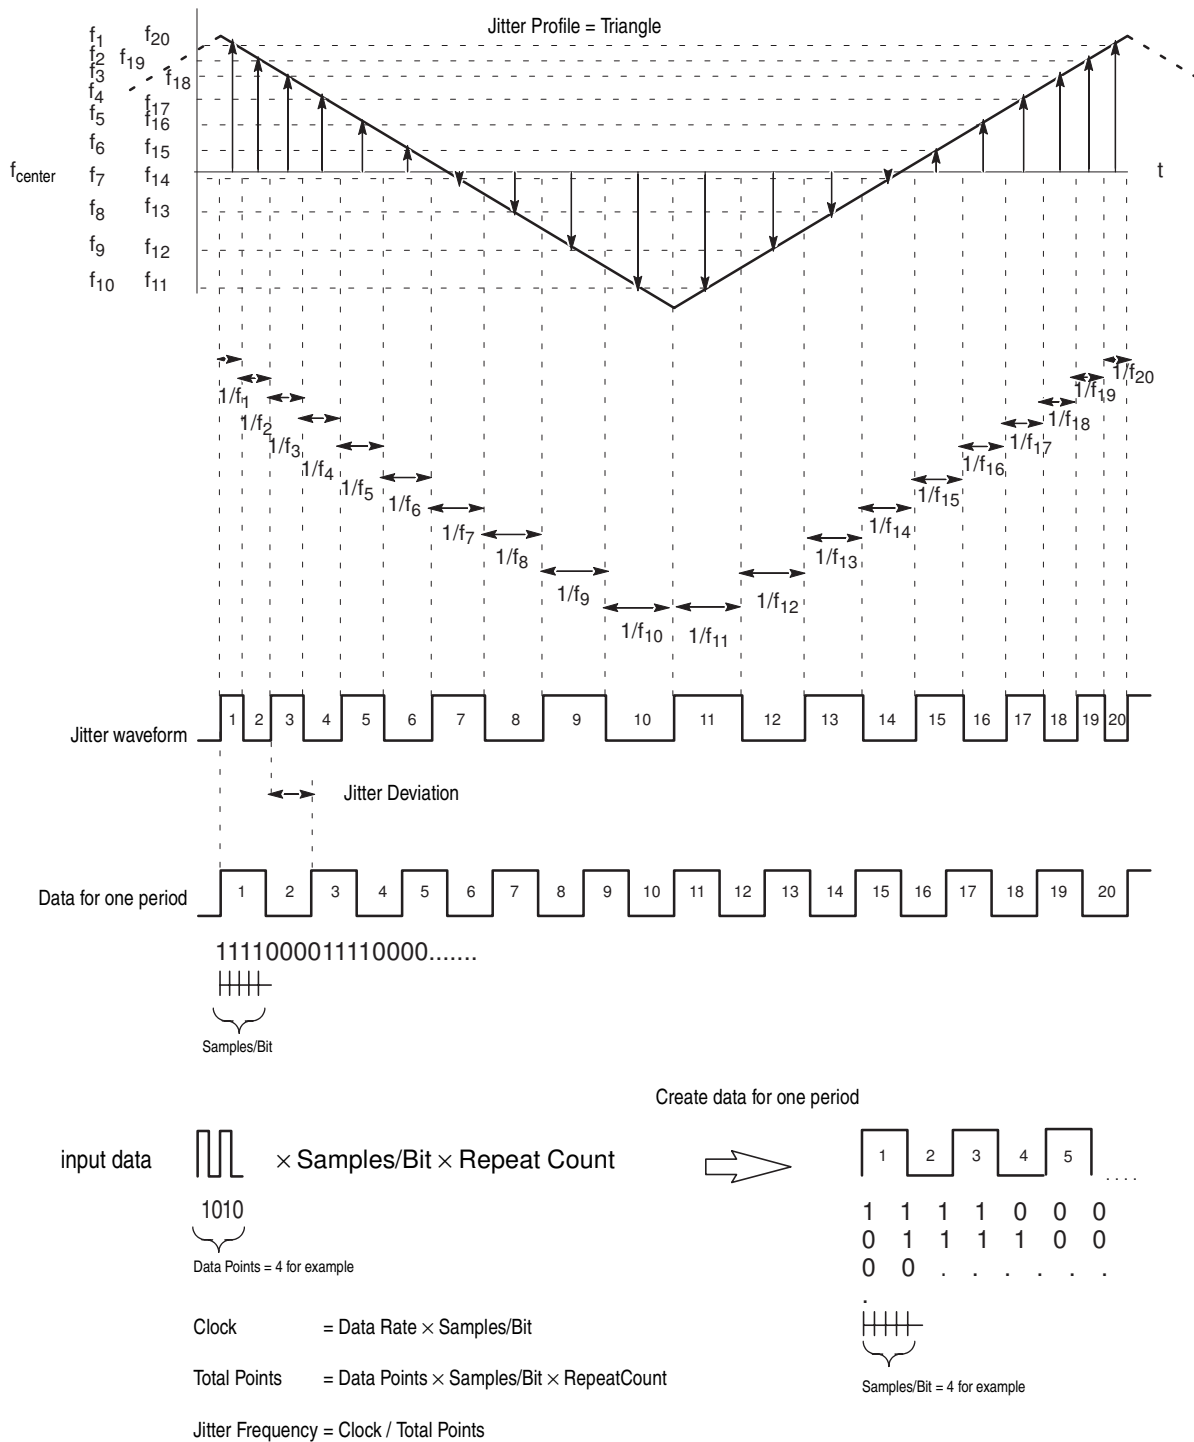 Jitter Profile = Triangle
f1 f20
f2 f19
f3 f18
f4 f17
f5 f16
f6 f15
fcenter f7 f14 t
f8 f13
f9 f12
f10 f11
1/f1 1/f20
1/f2 1/f19
1/f3 1/f18
1/f4 1/f17
1/f5 1/f16
1/f6 1/f15
1/f7 1/f14
1/f8 1/f13
1/f9 1/f12
1/f10 1/f11
Jitter waveform 1 2 3 4 5 6 7 8 9 10 11 12 13 14 15 16 17 18 19 20
Jitter Deviation
Data for one period 1 2 3 4 5 6 7 8 9 10 11 12 13 14 15 16 17 18 19 20
1111000011110000.......
Samples/Bit
Create data for one period
input data × Samples/Bit × Repeat Count 1 2 3 4 5 ....
1010
Data Points = 4 for example
1 1 1 1 0 0 0
0 1 1 1 1 0 0
0 0 . . . . . .
.
Samples/Bit = 4 for example
Clock = Data Rate × Samples/Bit
Total Points = Data Points × Samples/Bit × RepeatCount
Jitter Frequency = Clock / Total Points